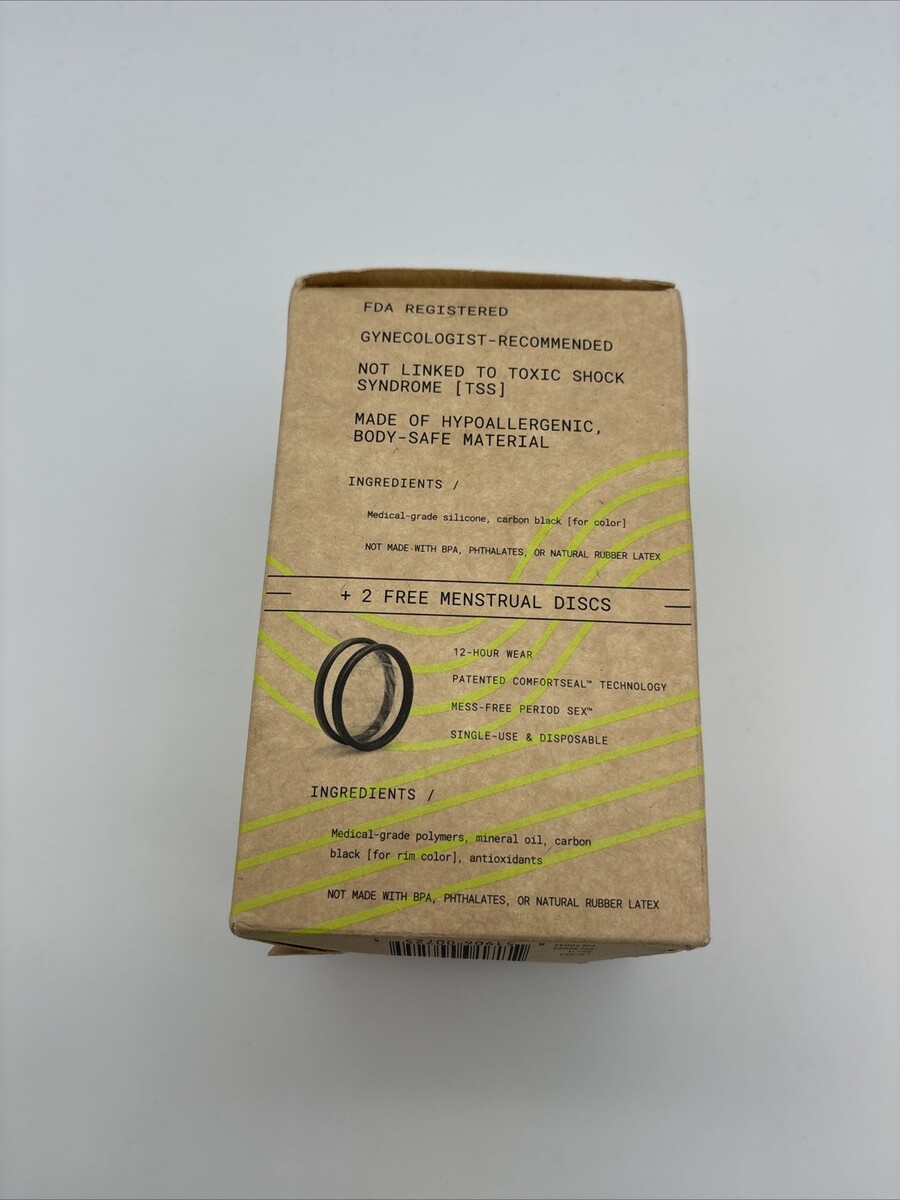 FDA REGISTERED
GYNECOLOGIST-RECOMMENDED
NOT LINKED TO TOXIC SHOCK
SYNDROME [TSS]
MADE OF HYPOALLERGENIC,
BODY-SAFE MATERIAL
INGREDIENTS /
Medical-grade silicone, carbon black [for color]
NOT MADE WITH BPA, PHTHALATES, OR NATURAL RUBBER LATEX
+ 2 FREE MENSTRUAL DISCS
12-HOUR WEAR
PATENTED COMFORTSEAL™ TECHNOLOGY
MESS-FREE PERIOD SEX™
SINGLE-USE & DISPOSABLE
INGREDIENTS /
Medical-grade polymers, mineral oil, carbon
black [for rim color], antioxidants
NOT MADE WITH BPA, PHTHALATES, OR NATURAL RUBBER LATEX